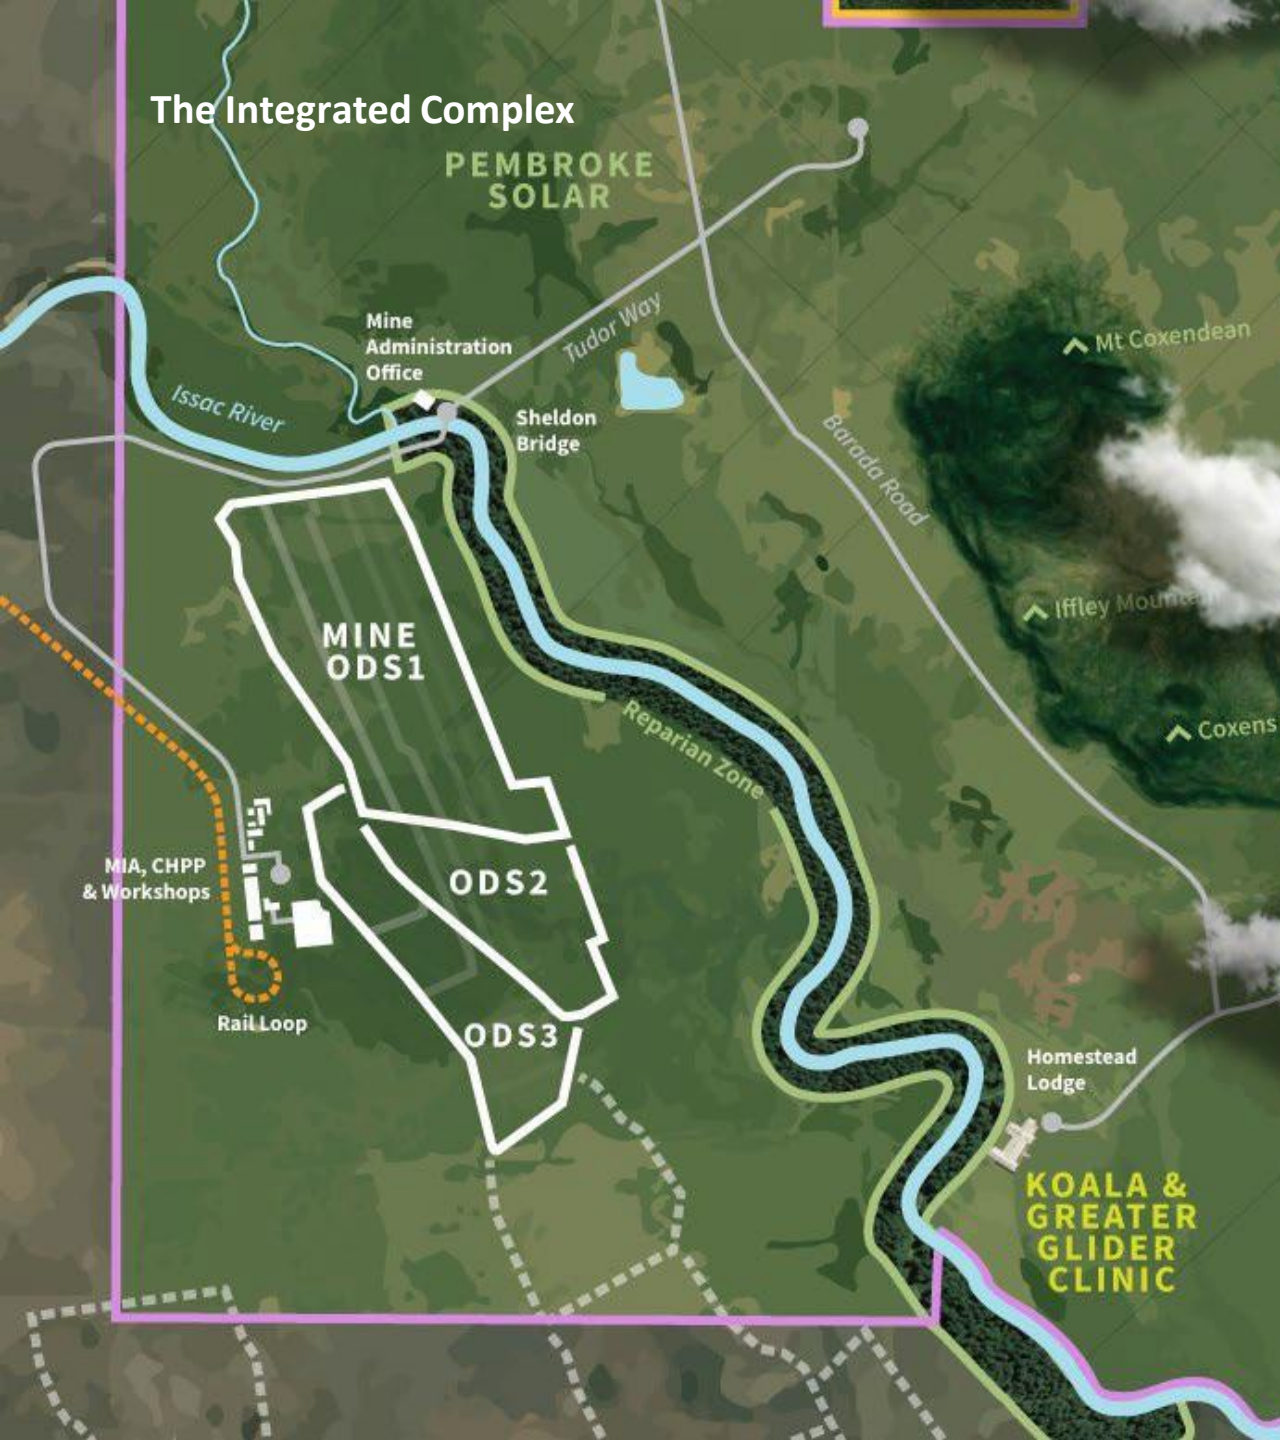 The Integrated Complex
PEMBROKE
SOLAR
Mine
Administration
Office
Tudor Way
Mt Coxendean
Issac River
Sheldon
Bridge
Barada Road
Iffley Mountain
MINE
ODS1
Reparian Zone
Coxens
MIA, CHPP
& Workshops
ODS2
Rail Loop
ODS3
Homestead
Lodge
KOALA &
GREATER
GLIDER
CLINIC